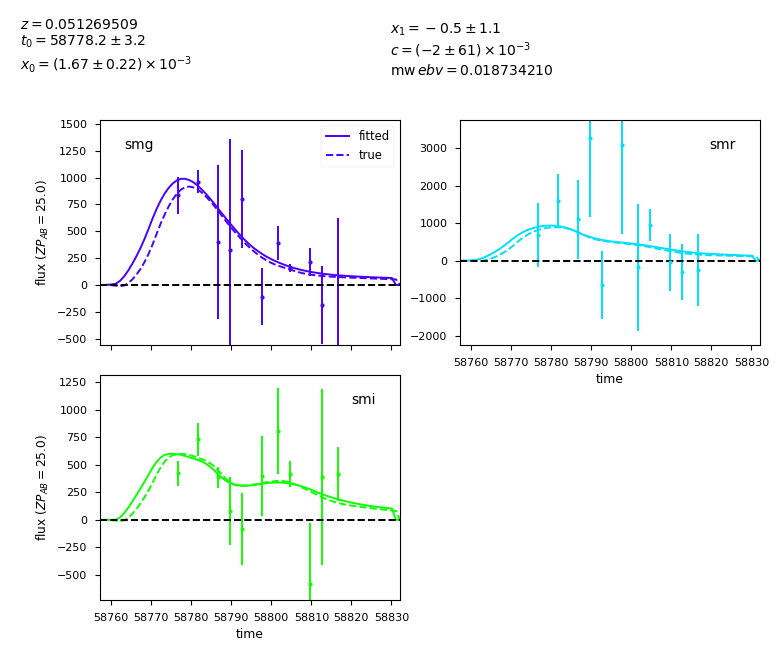 z = 0.051269509
t₀ = 58778.2 ± 3.2
x₀ = (1.67 ± 0.22) × 10⁻³
x₁ = −0.5 ± 1.1
c = (−2 ± 61) × 10⁻³
mw ebv = 0.018734210
smg
fitted
true
1500
1250
1000
750
500
250
0
−250
−500
flux (ZP_AB = 25.0)
smr
3000
2000
1000
0
−1000
−2000
58760 58770 58780 58790 58800 58810 58820 58830
time
smi
1250
1000
750
500
250
0
−250
−500
flux (ZP_AB = 25.0)
58760 58770 58780 58790 58800 58810 58820 58830
time